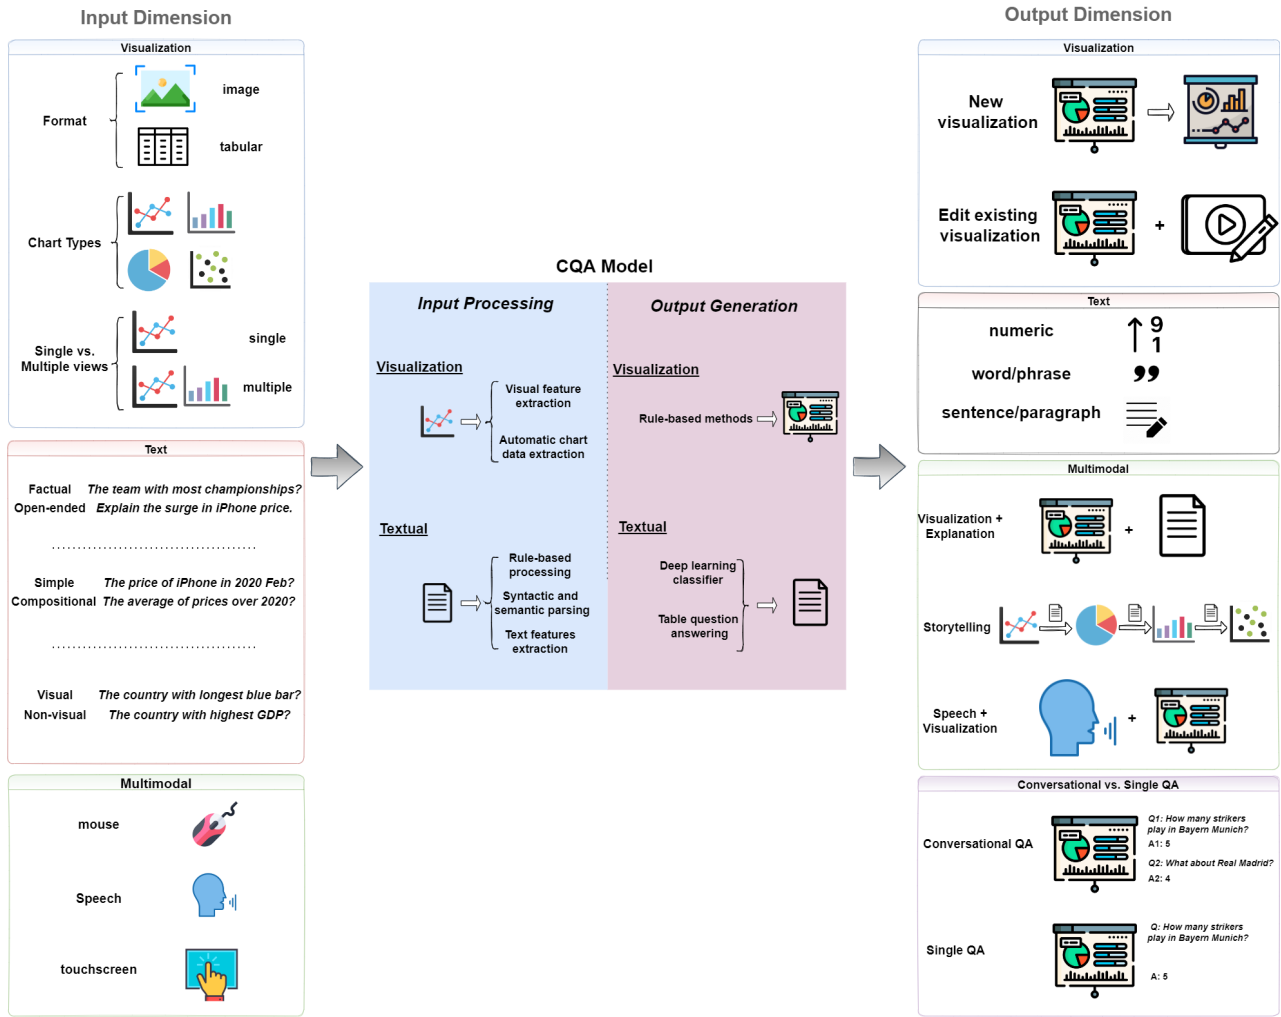 Input Dimension
Visualization
Format
image
tabular
Chart Types
Single vs.
Multiple views
single
multiple
Text
Factual The team with most championships?
Open-ended Explain the surge in iPhone price.
Simple The price of iPhone in 2020 Feb?
Compositional The average of prices over 2020?
Visual The country with longest blue bar?
Non-visual The country with highest GDP?
Multimodal
mouse
Speech
touchscreen
CQA Model
Input Processing
Visualization
Visual feature
extraction
Automatic chart
data extraction
Textual
Rule-based
processing
Syntactic and
semantic parsing
Text features
extraction
Output Generation
Visualization
Rule-based methods
Textual
Deep learning
classifier
Table question
answering
Output Dimension
Visualization
New
visualization
Edit existing
visualization
+
Text
numeric
9
1
word/phrase
sentence/paragraph
Multimodal
Visualization +
Explanation
+
Storytelling
Speech +
Visualization
+
Conversational vs. Single QA
Conversational QA
Q1: How many strikers
play in Bayern Munich?
A1: 5
Q2: What about Real Madrid?
A2: 4
Single QA
Q: How many strikers
play in Bayern Munich?
A: 5